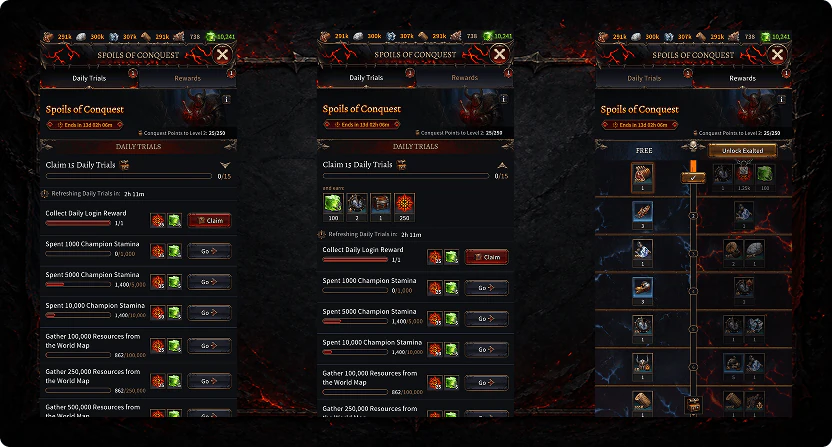 291k 300k 307k 291k 738 10,241
SPOILS OF CONQUEST
Daily Trials Rewards
Spoils of Conquest
Ends in 13d 02h 06m
Conquest Points to Level 2: 25/250
DAILY TRIALS
Claim 15 Daily Trials
0/15
Refreshing Daily Trials in: 2h 11m
Collect Daily Login Reward
1/1
Claim
Spent 1000 Champion Stamina
0/1,000
Go
Spent 5000 Champion Stamina
1,400/5,000
Go
Spent 10,000 Champion Stamina
1,400/10,000
Go
Gather 100,000 Resources from
the World Map
862/100,000
Go
Gather 250,000 Resources from
the World Map
862/250,000
Go
Gather 500,000 Resources from
291k 300k 307k 291k 738 10,241
SPOILS OF CONQUEST
Daily Trials Rewards
Spoils of Conquest
Ends in 13d 02h 06m
Conquest Points to Level 2: 25/250
DAILY TRIALS
Claim 15 Daily Trials
0/15
and earn:
100 2 1 250
Refreshing Daily Trials in: 2h 11m
Collect Daily Login Reward
1/1
Claim
Spent 1000 Champion Stamina
0/1,000
Go
Spent 5000 Champion Stamina
1,400/5,000
Go
Spent 10,000 Champion Stamina
1,400/10,000
Go
Gather 100,000 Resources from
the World Map
862/100,000
Go
Gather 250,000 Resources from
291k 300k 307k 291k 738 10,241
SPOILS OF CONQUEST
Daily Trials Rewards
Spoils of Conquest
Ends in 13d 02h 06m
Conquest Points to Level 2: 25/250
FREE Unlock Exalted
1 1 1.25k 100
3
1
3
1
1
1